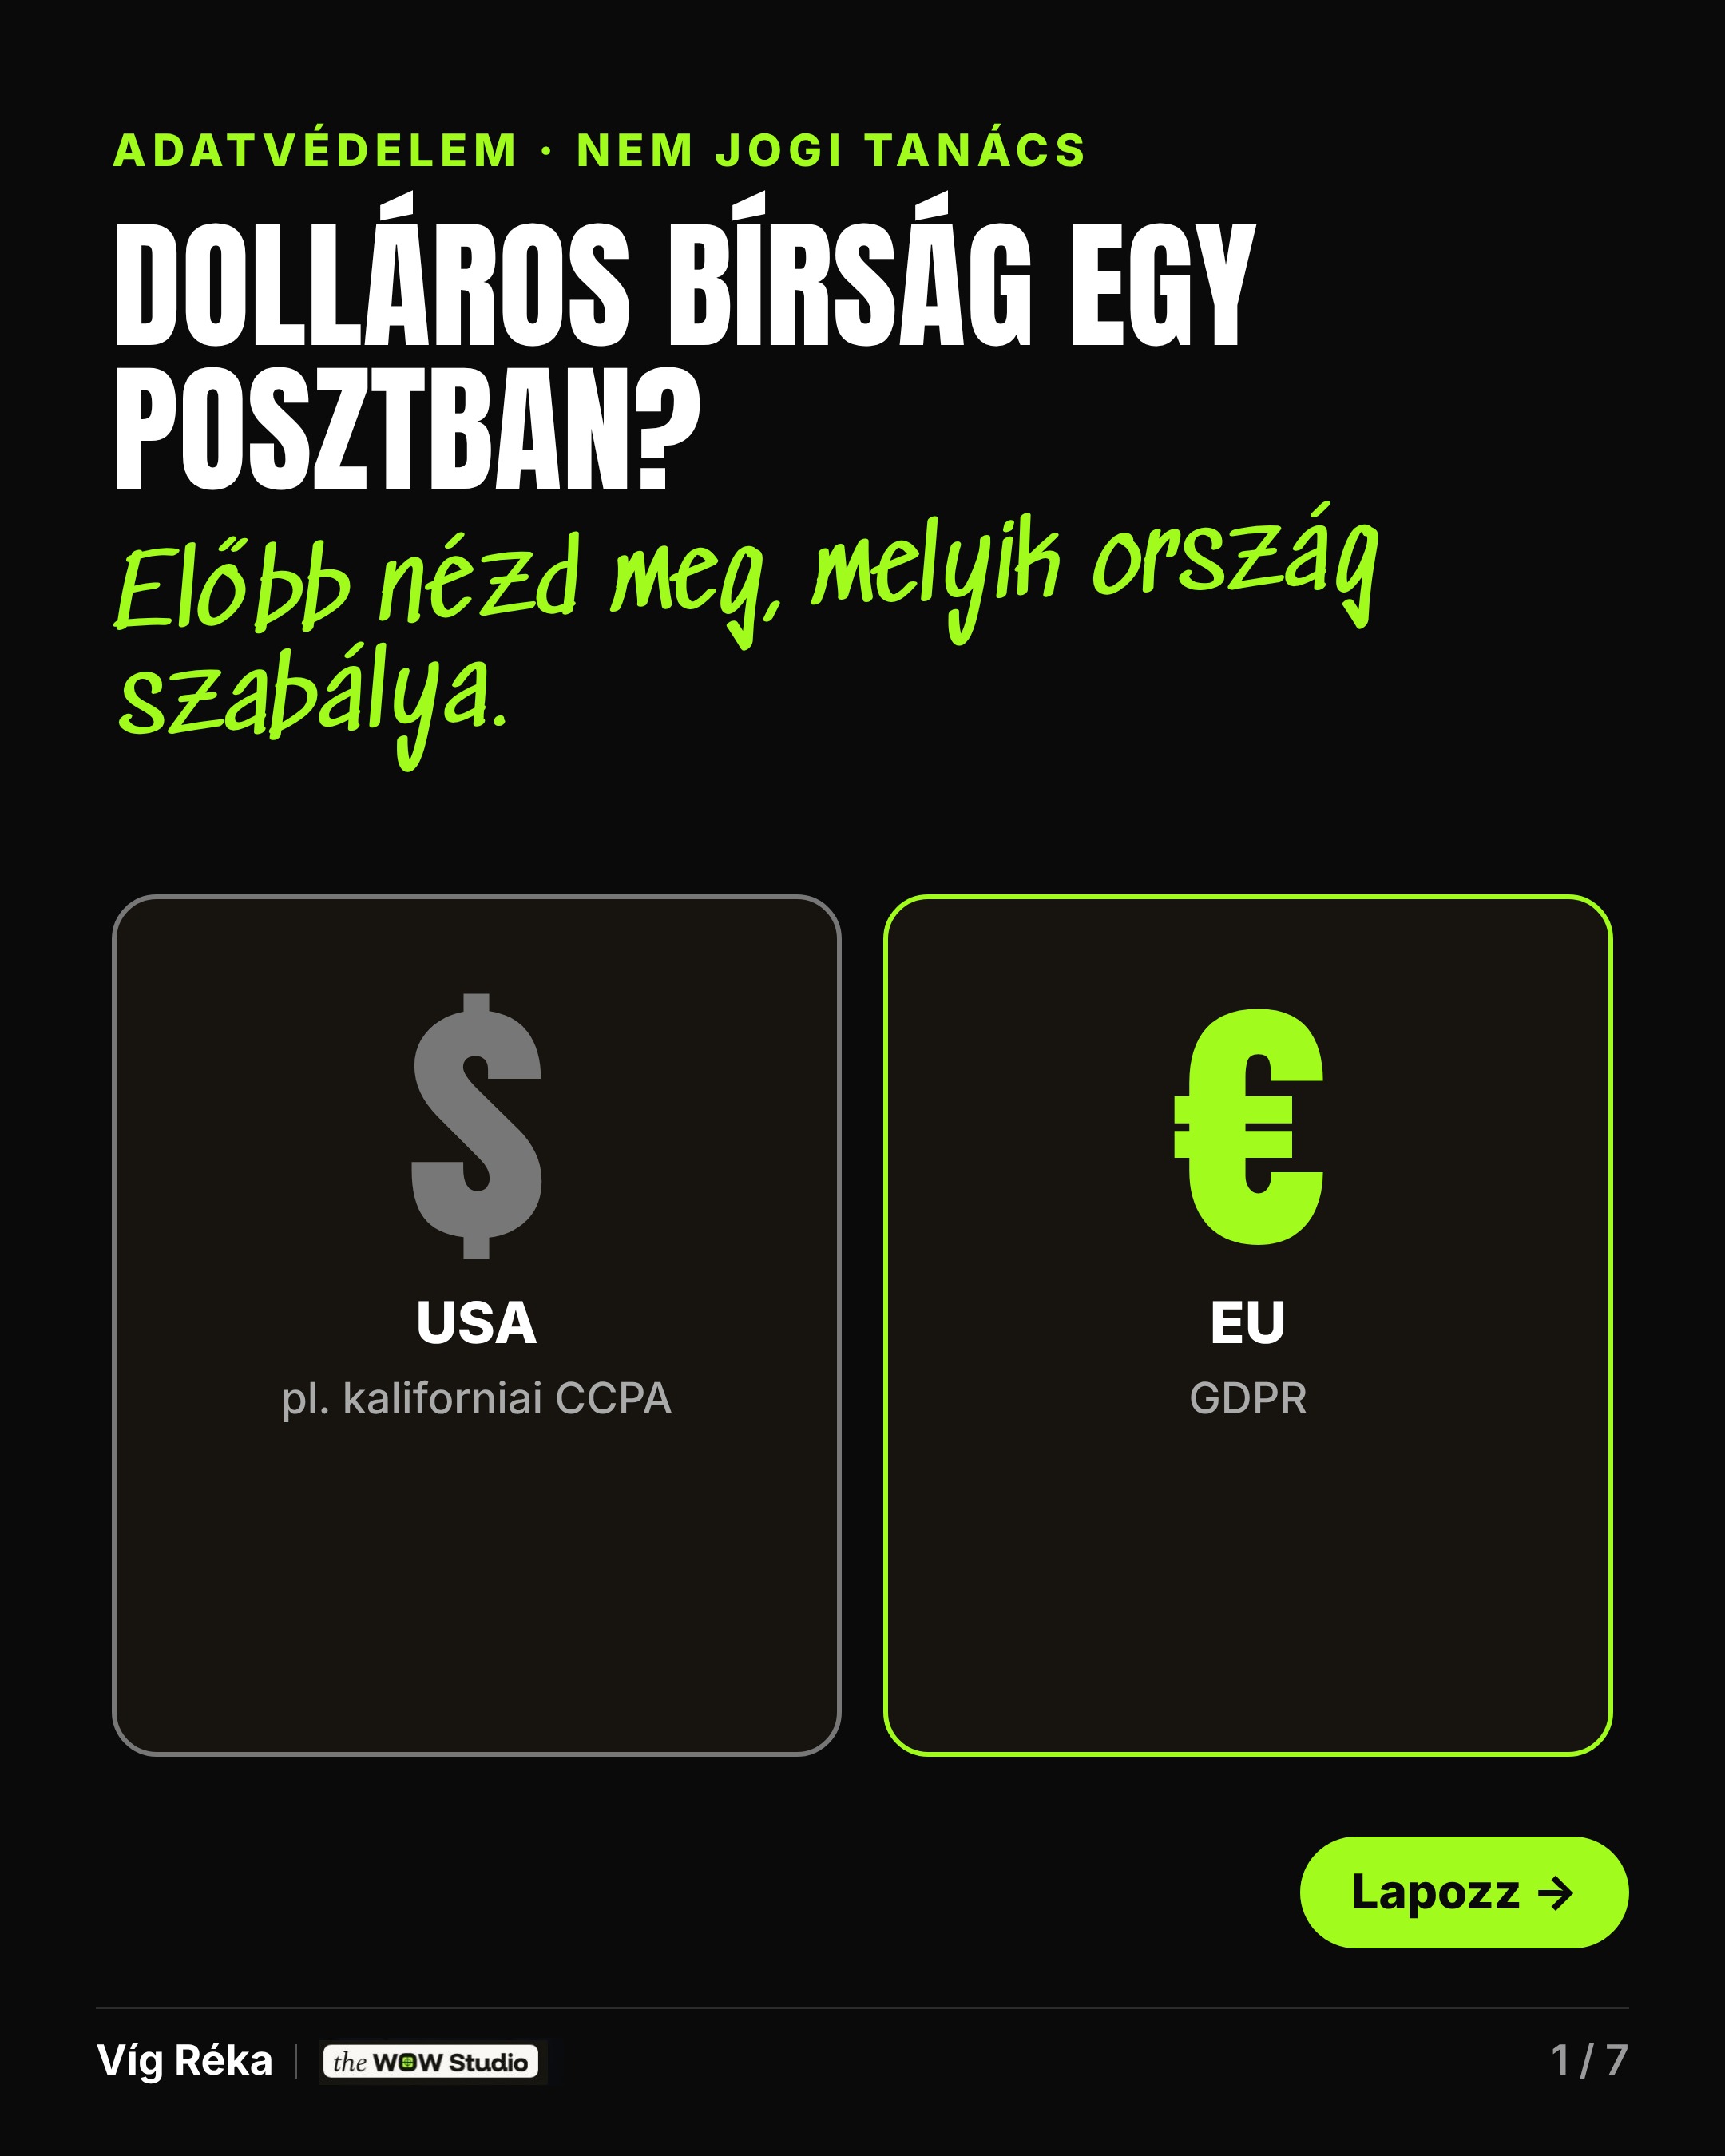 ADATVÉDELEM · NEM JOGI TANÁCS
DOLLÁROS BÍRSÁG EGY
POSZTBAN?
Előbb nézd meg, melyik ország
szabálya.
$
€
USA
EU
pl. kaliforniai CCPA
GDPR
Lapozz →
Víg Réka
the WOW Studio
1 / 7